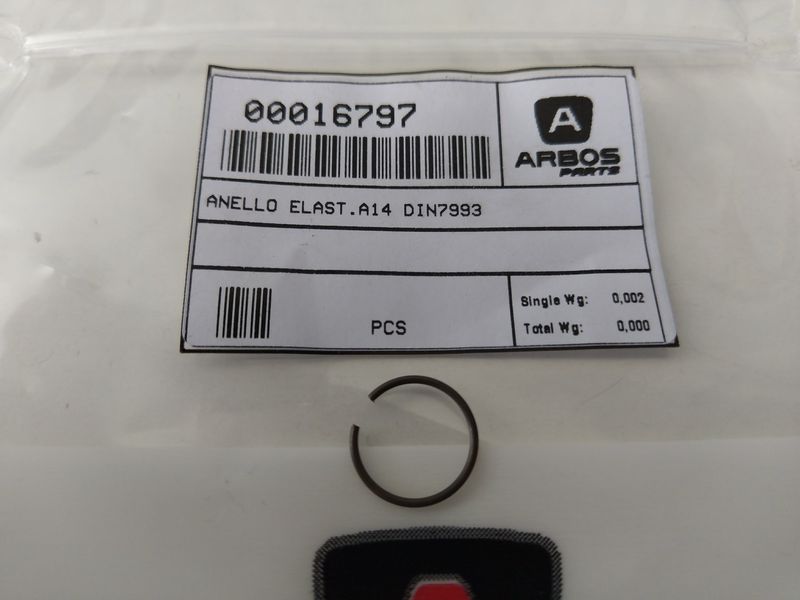 00016797
A
ARBOS
PARTS
ANELLO ELAST.A14 DIN7993
PCS
Single Wg: 0,002
Total Wg: 0,000